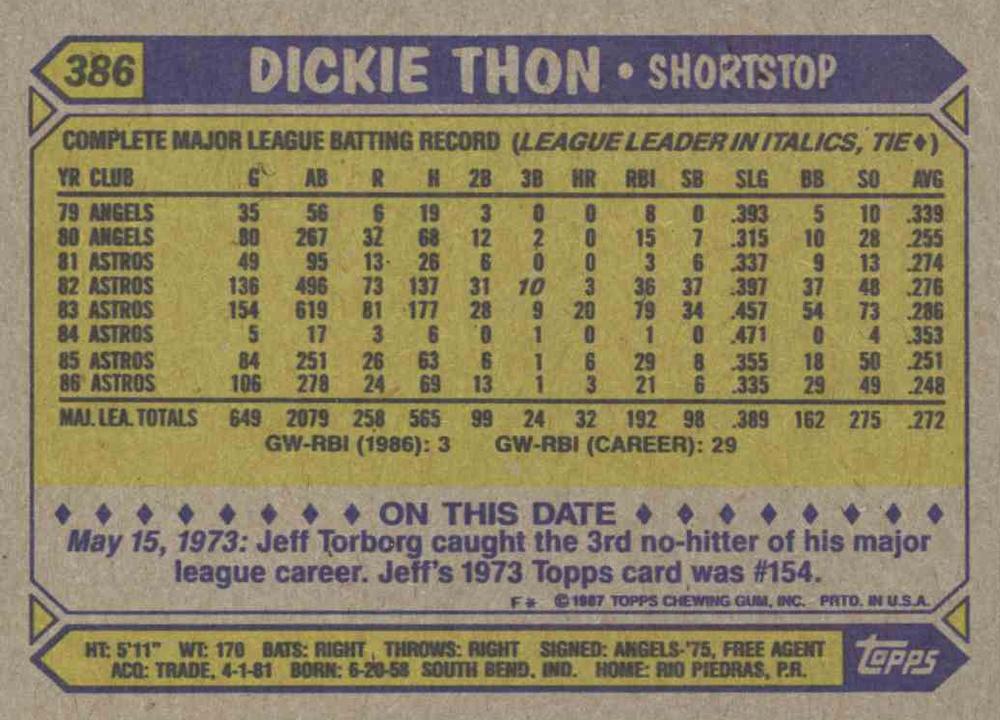 386 DICKIE THON • SHORTSTOP
COMPLETE MAJOR LEAGUE BATTING RECORD (LEAGUE LEADER IN ITALICS, TIE♦)
YR CLUB G AB R H 2B 3B HR RBI SB SLG BB SO AVG
79 ANGELS 35 56 6 19 3 0 0 8 0 .393 5 10 .339
80 ANGELS 80 267 32 68 12 2 0 15 7 .315 10 28 .255
81 ASTROS 49 95 13 26 6 0 0 3 6 .337 9 13 .274
82 ASTROS 136 496 73 137 31 10 3 36 37 .397 37 48 .276
83 ASTROS 154 619 81 177 28 9 20 79 34 .457 54 73 .286
84 ASTROS 5 17 3 6 0 1 0 1 0 .471 0 4 .353
85 ASTROS 84 251 26 63 6 1 6 29 8 .355 18 50 .251
86 ASTROS 106 278 24 69 13 1 3 21 6 .335 29 49 .248
MAJ. LEA. TOTALS 649 2079 258 565 99 24 32 192 98 .389 162 275 .272
GW-RBI (1986): 3 GW-RBI (CAREER): 29
♦ ♦ ♦ ♦ ♦ ♦ ♦ ♦ ON THIS DATE ♦ ♦ ♦ ♦ ♦ ♦ ♦ ♦
May 15, 1973: Jeff Torborg caught the 3rd no-hitter of his major
league career. Jeff's 1973 Topps card was #154.
F* © 1987 TOPPS CHEWING GUM, INC. PRTD. IN U.S.A.
HT: 5'11" WT: 170 BATS: RIGHT THROWS: RIGHT SIGNED: ANGELS-'75, FREE AGENT
ACQ: TRADE, 4-1-81 BORN: 6-20-58 SOUTH BEND, IND. HOME: RIO PIEDRAS, P.R.
Topps